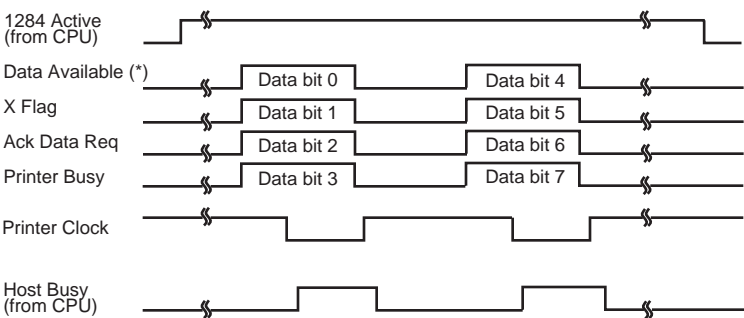 1284 Active
(from CPU)
Data Available (*)
Data bit 0
Data bit 4
X Flag
Data bit 1
Data bit 5
Ack Data Req
Data bit 2
Data bit 6
Printer Busy
Data bit 3
Data bit 7
Printer Clock
Host Busy
(from CPU)